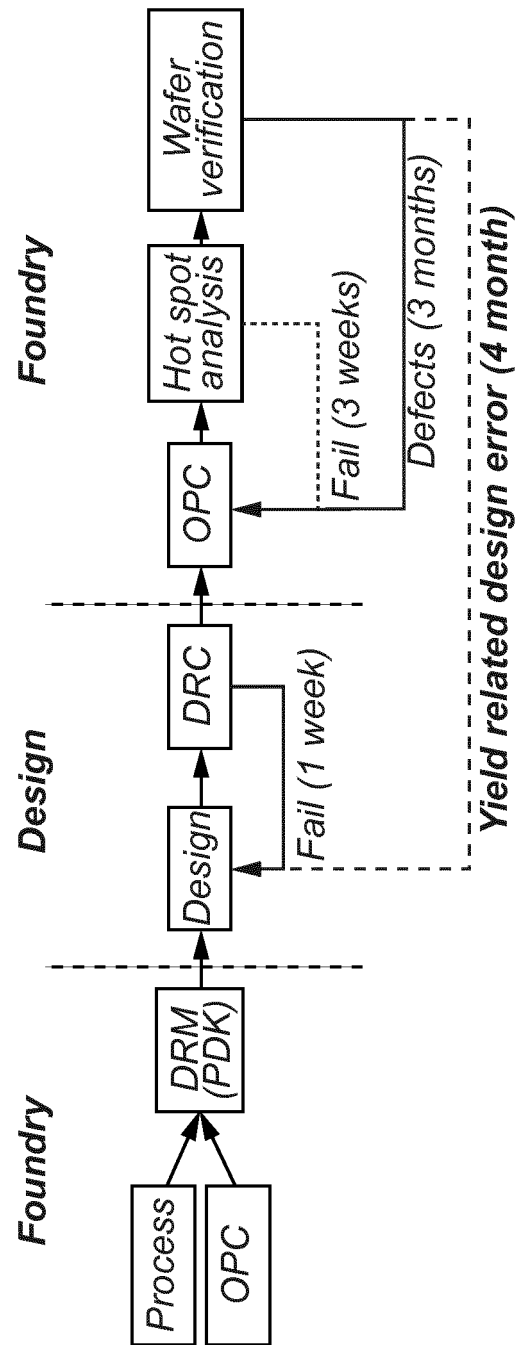 Foundry
Design
Foundry
Process
OPC
DRM
(PDK)
Design
DRC
OPC
Hot spot
analysis
Wafer
verification
Fail (1 week)
Fail (3 weeks)
Defects (3 months)
Yield related design error (4 month)